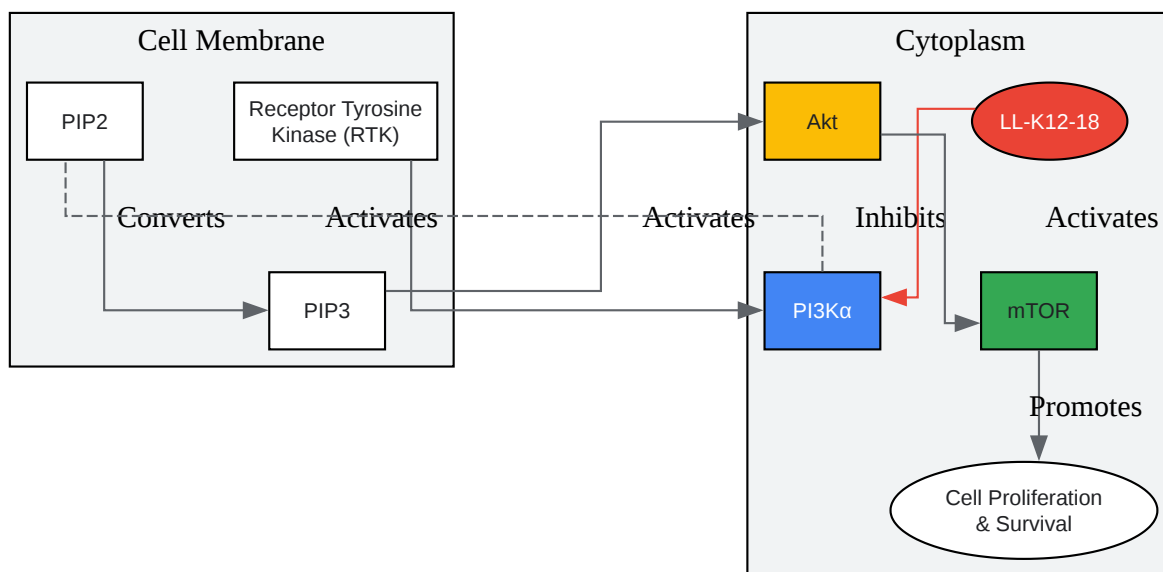 Cell Membrane
Cytoplasm
PIP2
Receptor Tyrosine
Kinase (RTK)
Akt
LL-K12-18
Converts
Activates
Activates
Inhibits
Activates
PIP3
PI3Kα
mTOR
Promotes
Cell Proliferation
& Survival